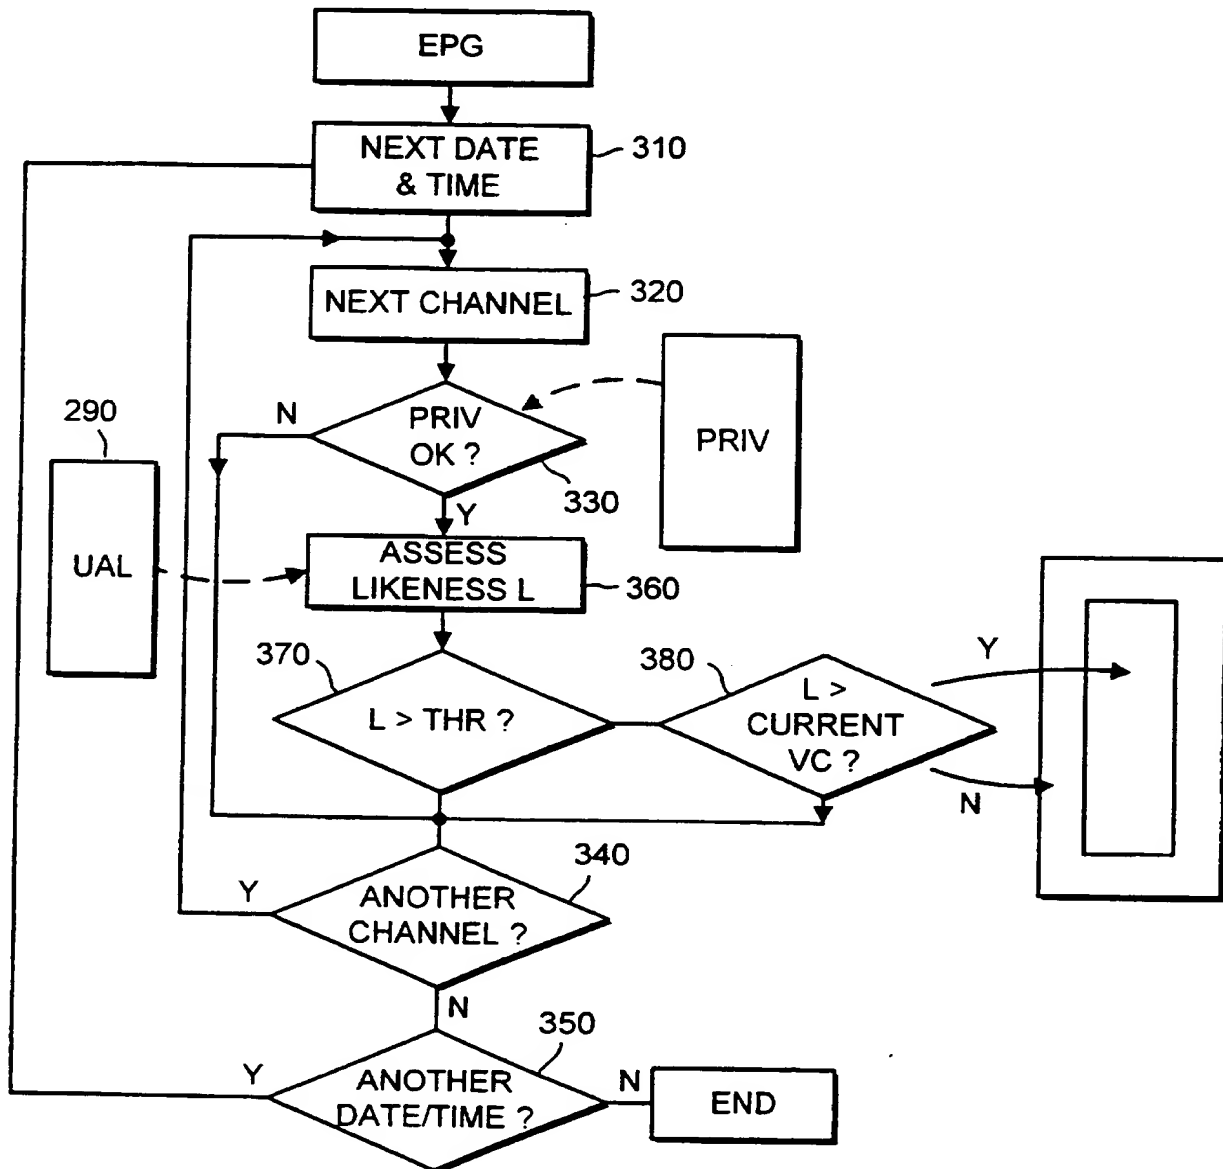 EPG
NEXT DATE
& TIME
310
NEXT CHANNEL
320
N
PRIV
OK ?
330
PRIV
290
UAL
Y
ASSESS
LIKENESS L
360
370
L > THR ?
380
L >
CURRENT
VC ?
Y
N
340
Y
ANOTHER
CHANNEL ?
N
350
Y
ANOTHER
DATE/TIME ?
N
END